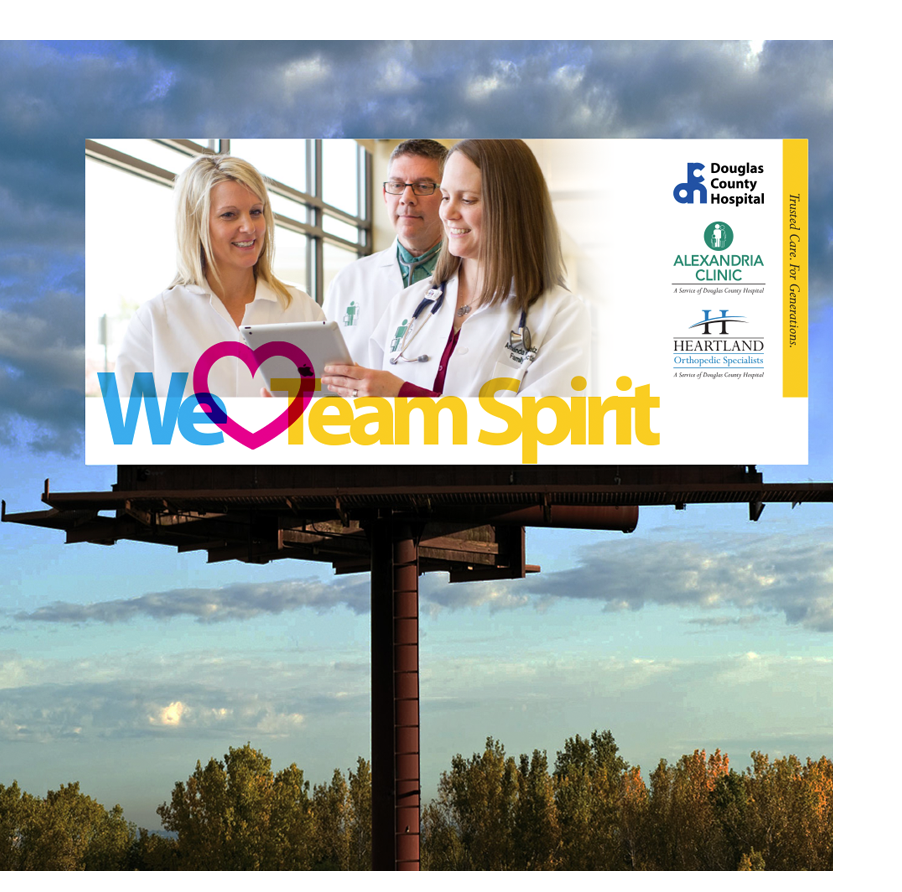 We Team Spirit
Douglas
County
Hospital
ALEXANDRIA
CLINIC
A Service of Douglas County Hospital
HEARTLAND
Orthopedic Specialists
A Service of Douglas County Hospital
Trusted Care. For Generations.